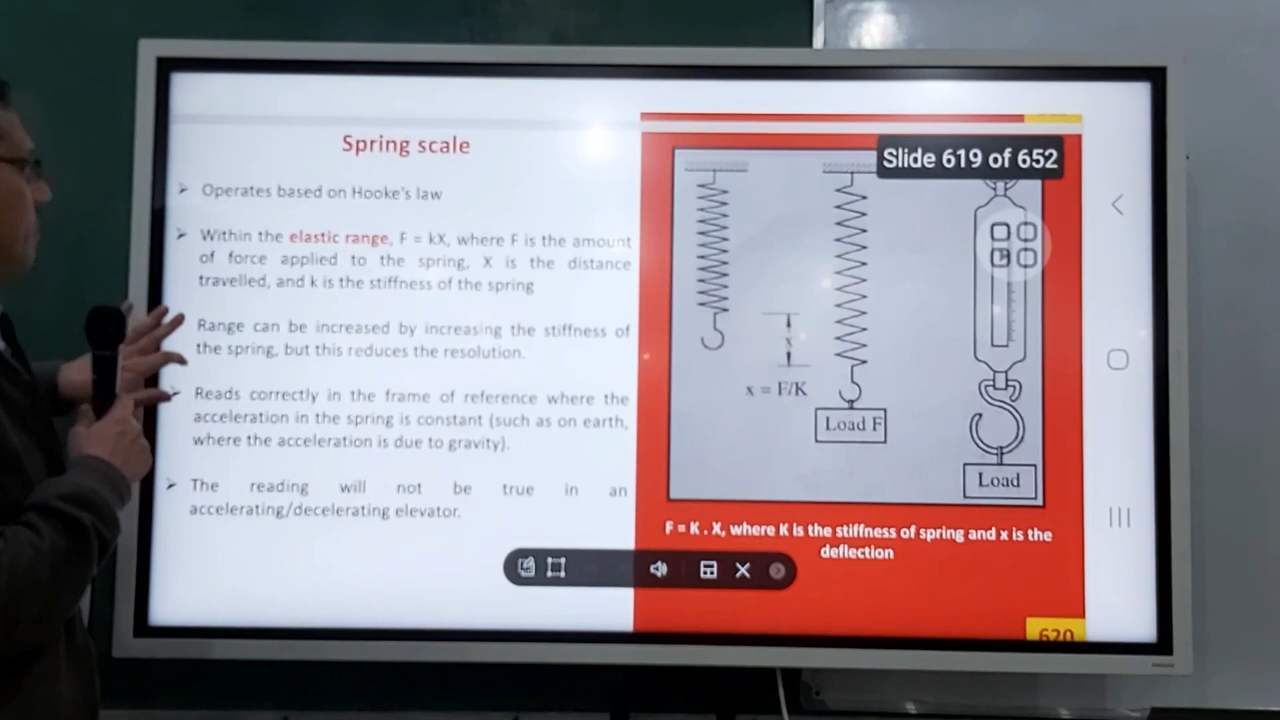 Spring scale
Operates based on Hooke's law
Within the elastic range, F = kX, where F is the amount
of force applied to the spring, X is the distance
travelled, and k is the stiffness of the spring
Range can be increased by increasing the stiffness of
the spring, but this reduces the resolution.
Reads correctly in the frame of reference where the
acceleration in the spring is constant (such as on earth,
where the acceleration is due to gravity).
The reading will not be true in an
accelerating/decelerating elevator.
Slide 619 of 652
x
x = F/K
Load F
Load
F = K . X, where K is the stiffness of spring and x is the
deflection
620